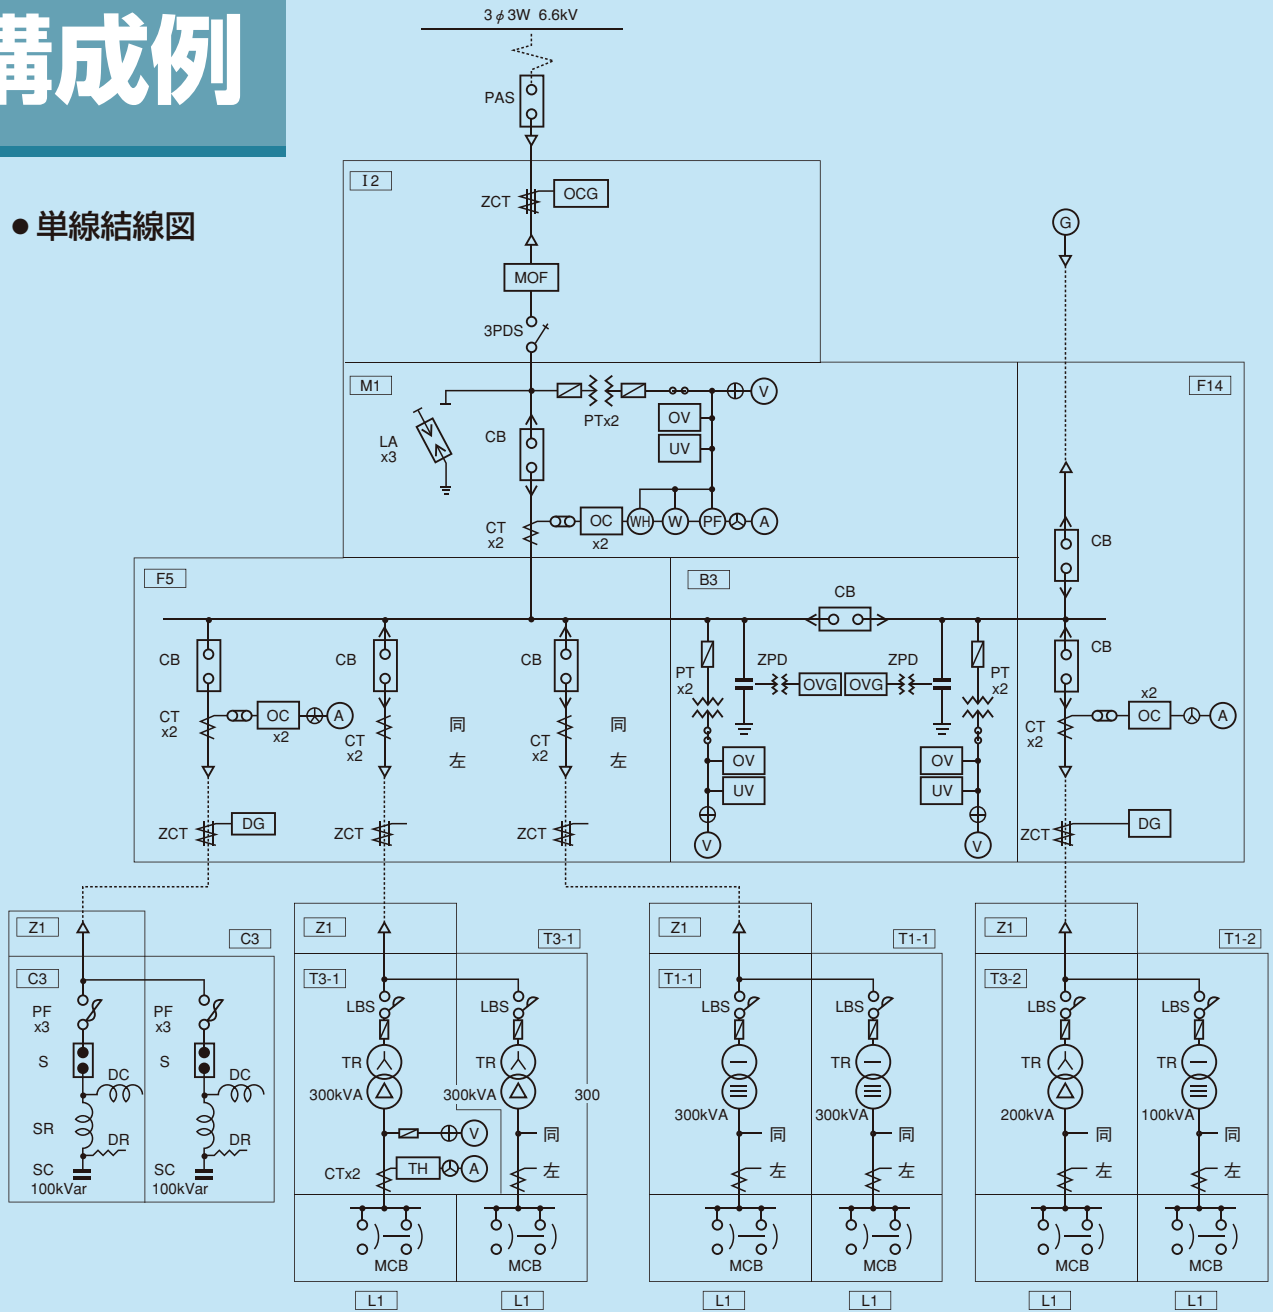 構成例
● 単線結線図
3φ3W 6.6kV
PAS
I2
ZCT
OCG
MOF
3PDS
G
M1
F14
LA
x3
CB
PTx2
V
OV
UV
CT
x2
OC
x2
WH
W
PF
A
CB
F5
B3
CB
CB
CB
CB
PT
x2
ZPD
OVG
OVG
ZPD
PT
x2
CB
CT
x2
OC
x2
A
CT
x2
同
左
CT
x2
同
左
OV
UV
V
OV
UV
V
CT
x2
x2
OC
A
ZCT
DG
ZCT
ZCT
ZCT
DG
Z1
C3
C3
PF
x3
PF
x3
S
S
DC
DC
SR
DR
DR
SC
100kVar
SC
100kVar
Z1
T3-1
T3-1
LBS
LBS
TR
TR
300kVA
300kVA
300
V
同
CTx2
TH
A
左
MCB
MCB
L1
L1
Z1
T1-1
T1-1
LBS
LBS
TR
300kVA
300kVA
同
同
左
左
MCB
MCB
L1
L1
Z1
T1-2
T3-2
LBS
LBS
TR
TR
200kVA
100kVA
同
同
左
左
MCB
MCB
L1
L1